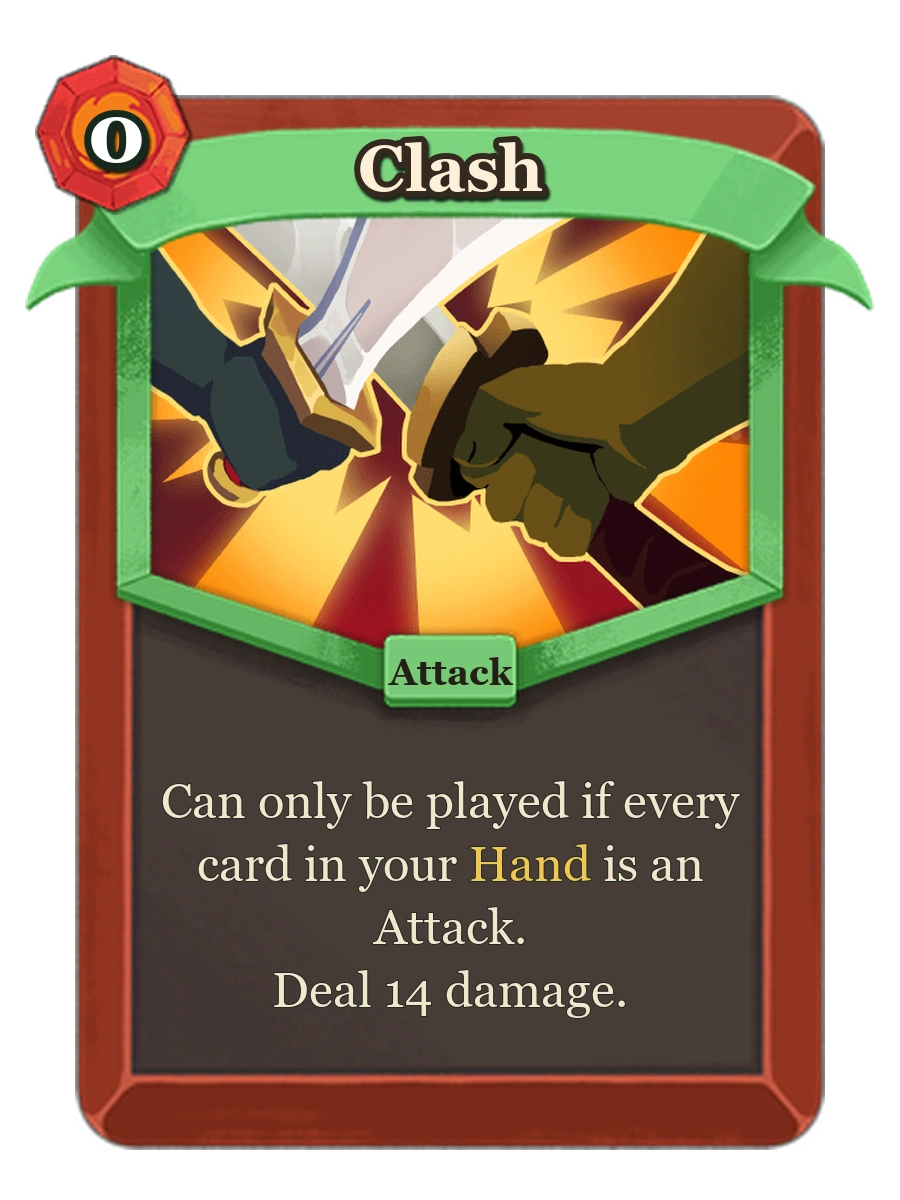 0
Clash
Attack
Can only be played if every
card in your Hand is an
Attack.
Deal 14 damage.